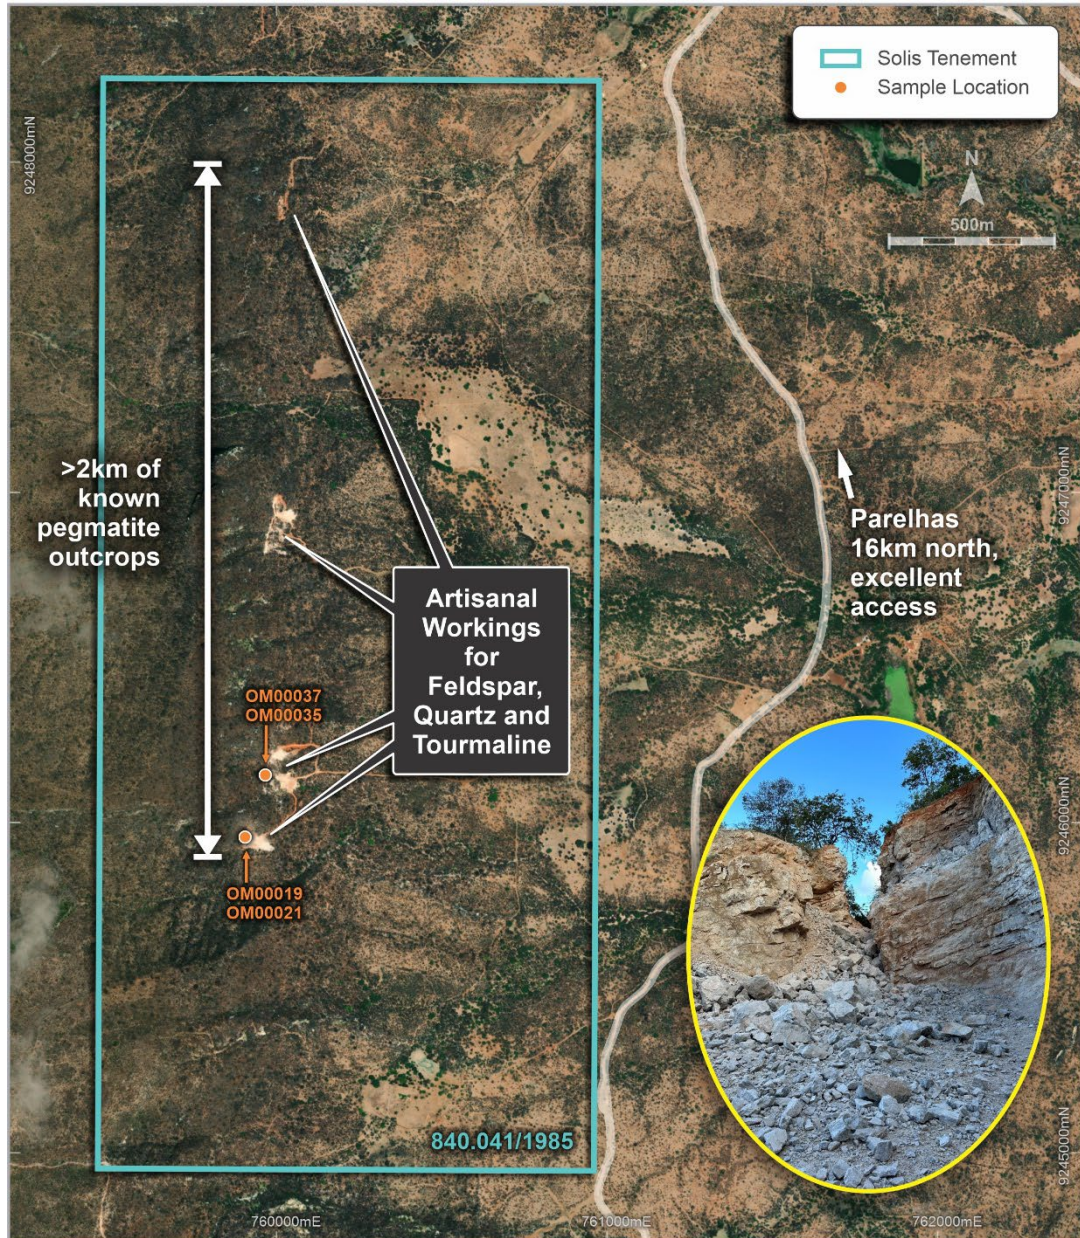 Solis Tenement
Sample Location
N
500m
9248000mN
>2km of
known
pegmatite
outcrops
9247000mN
Parelhas
16km north,
excellent
access
Artisanal
Workings
for
Feldspar,
Quartz and
Tourmaline
OM00037
OM00035
9246000mN
OM00019
OM00021
9245000mN
840.041/1985
760000mE
761000mE
762000mE